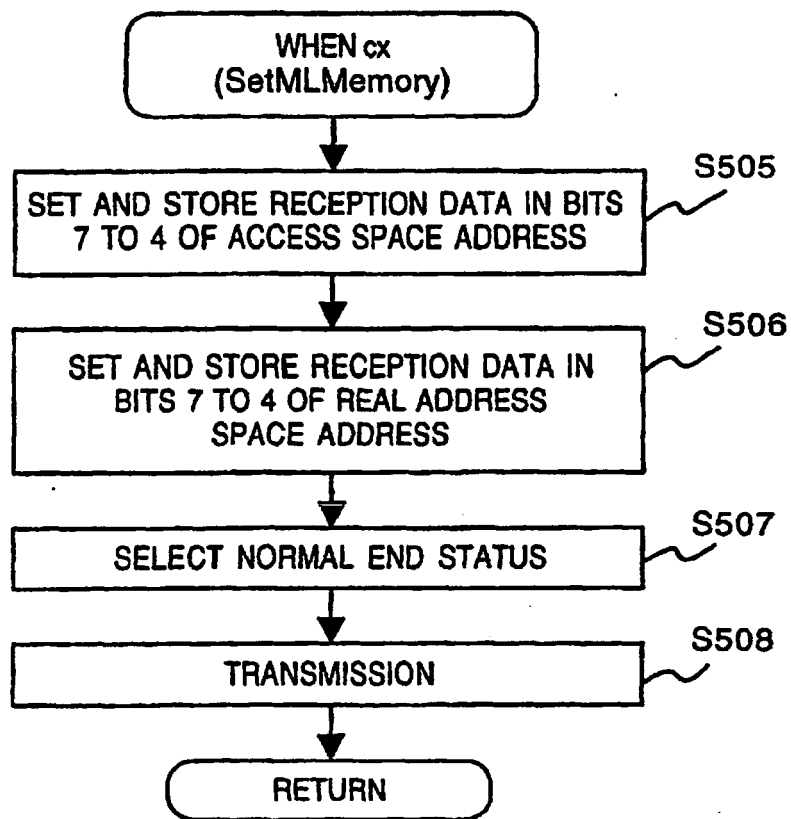 WHEN cx
(SetMLMemory)
S505
SET AND STORE RECEPTION DATA IN BITS
7 TO 4 OF ACCESS SPACE ADDRESS
S506
SET AND STORE RECEPTION DATA IN
BITS 7 TO 4 OF REAL ADDRESS
SPACE ADDRESS
S507
SELECT NORMAL END STATUS
S508
TRANSMISSION
RETURN